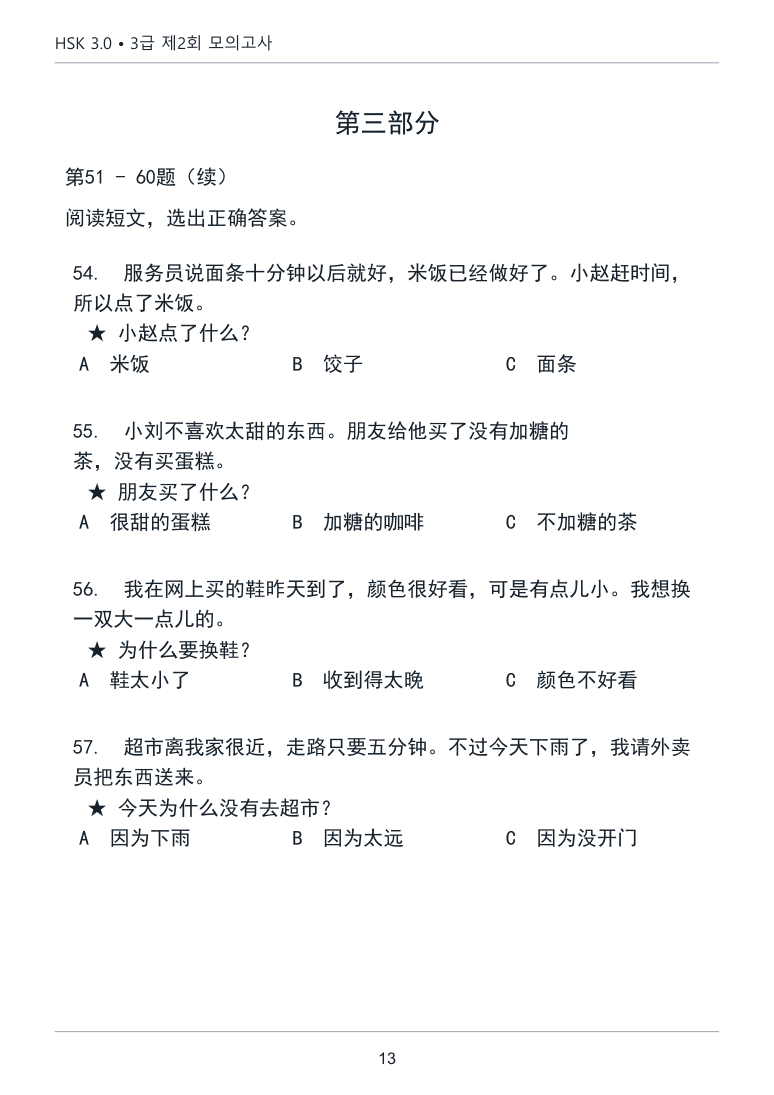 HSK 3.0 • 3급 제2회 모의고사
第三部分
第51 － 60题（续）
阅读短文，选出正确答案。
54. 服务员说面条十分钟以后就好，米饭已经做好了。小赵赶时间，
所以点了米饭。
★ 小赵点了什么？
A 米饭 B 饺子 C 面条
55. 小刘不喜欢太甜的东西。朋友给他买了没有加糖的
茶，没有买蛋糕。
★ 朋友买了什么？
A 很甜的蛋糕 B 加糖的咖啡 C 不加糖的茶
56. 我在网上买的鞋昨天到了，颜色很好看，可是有点儿小。我想换
一双大一点儿的。
★ 为什么要换鞋？
A 鞋太小了 B 收到得太晚 C 颜色不好看
57. 超市离我家很近，走路只要五分钟。不过今天下雨了，我请外卖
员把东西送来。
★ 今天为什么没有去超市？
A 因为下雨 B 因为太远 C 因为没开门
13